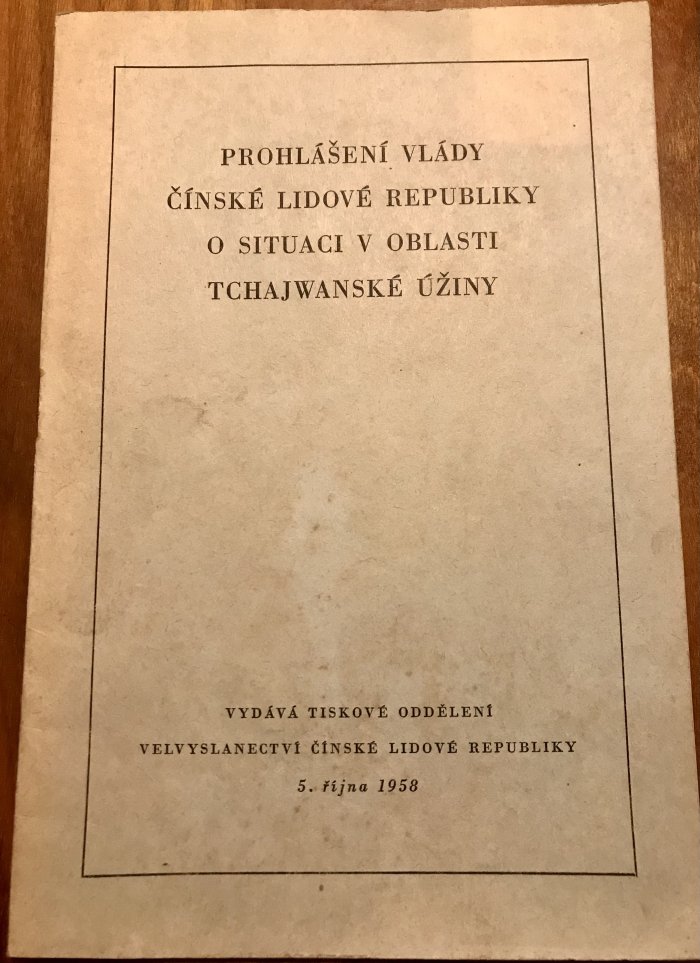 PROHLÁŠENÍ VLÁDY
ČÍNSKÉ LIDOVÉ REPUBLIKY
O SITUACI V OBLASTI
TCHAJWANSKÉ ÚŽINY
VYDÁVÁ TISKOVÉ ODDĚLENÍ
VELVYSLANECTVÍ ČÍNSKÉ LIDOVÉ REPUBLIKY
5. října 1958